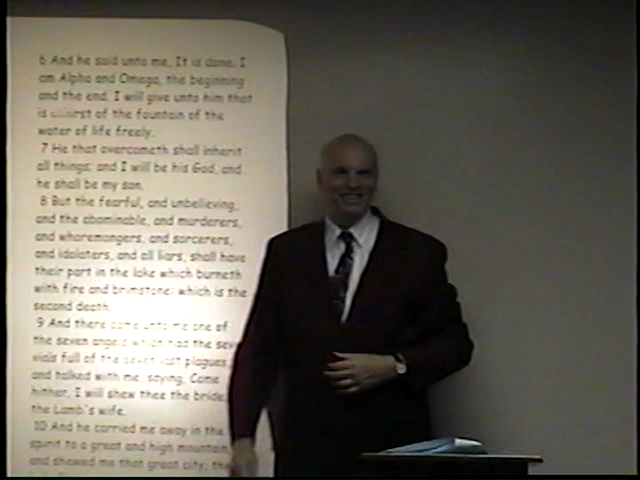 6 And he said unto me, It is done. I
am Alpha and Omega, the beginning
and the end. I will give unto him that
is athirst of the fountain of the
water of life freely.
7 He that overcometh shall inherit
all things; and I will be his God, and
he shall be my son.
8 But the fearful, and unbelieving,
and the abominable, and murderers,
and whoremongers, and sorcerers,
and idolaters, and all liars, shall have
their part in the lake which burneth
with fire and brimstone: which is the
second death.
9 And there came unto me one of
the seven angels which had the sev
vials full of the seven last plagues,
and talked with me, saying, Come
hither, I will shew thee the bride,
the Lamb's wife.
10 And he carried me away in the
spirit to a great and high mountain,
and shewed me that great city, the